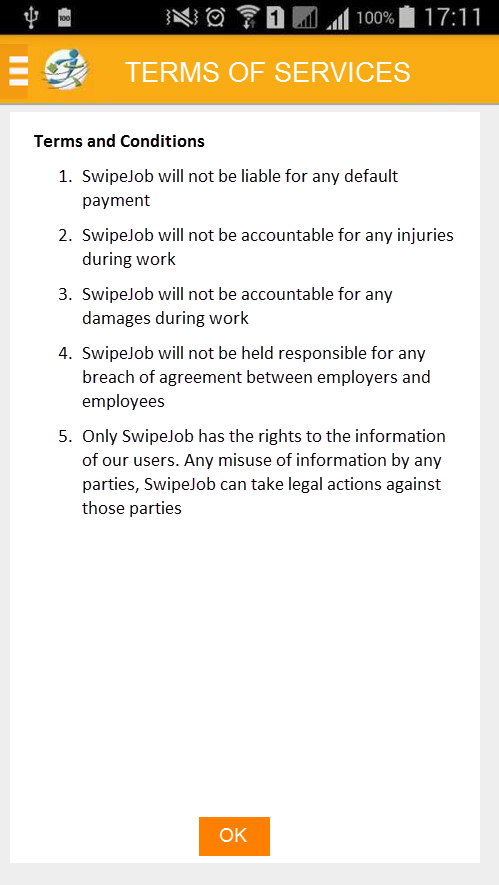 100 1 100% 17:11
TERMS OF SERVICES
Terms and Conditions
1. SwipeJob will not be liable for any default
payment
2. SwipeJob will not be accountable for any injuries
during work
3. SwipeJob will not be accountable for any
damages during work
4. SwipeJob will not be held responsible for any
breach of agreement between employers and
employees
5. Only SwipeJob has the rights to the information
of our users. Any misuse of information by any
parties, SwipeJob can take legal actions against
those parties
OK